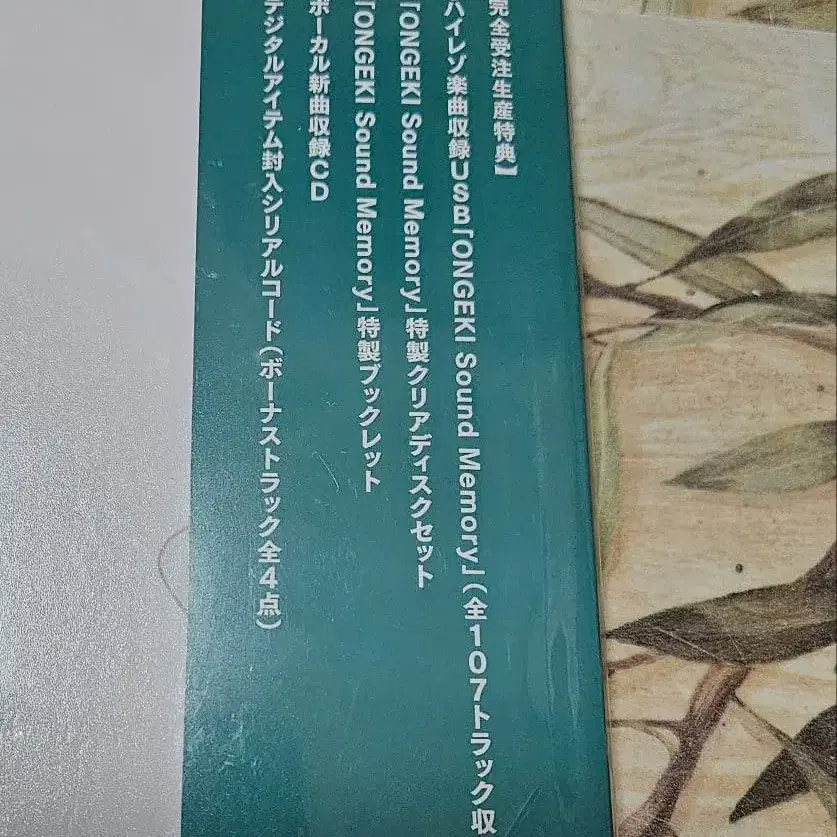 完全受注生産特典】
ハイレゾ楽曲収録USB「ONGEKI Sound Memory」(全107トラック収
「ONGEKI Sound Memory」特製クリアディスクセット
「ONGEKI Sound Memory」特製ブックレット
ボーカル新曲収録CD
デジタルアイテム封入シリアルコード(ボーナストラック全4点)